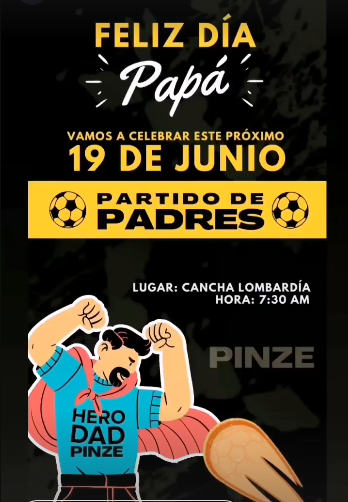 FELIZ DÍA
Papá
VAMOS A CELEBRAR ESTE PRÓXIMO
19 DE JUNIO
PARTIDO DE
PADRES
LUGAR: CANCHA LOMBARDÍA
HORA: 7:30 AM
PINZE
HERO
DAD
PINZE